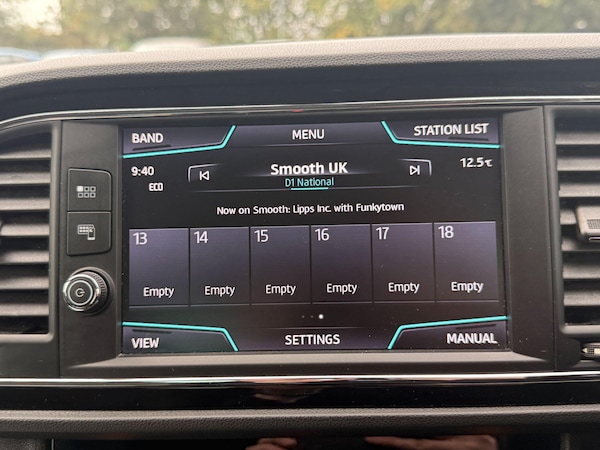 BAND MENU STATION LIST
9:40 Smooth UK 12.5℃
ECO D1 National
Now on Smooth: Lipps Inc. with Funkytown
13 14 15 16 17 18
Empty Empty Empty Empty Empty Empty
VIEW SETTINGS MANUAL